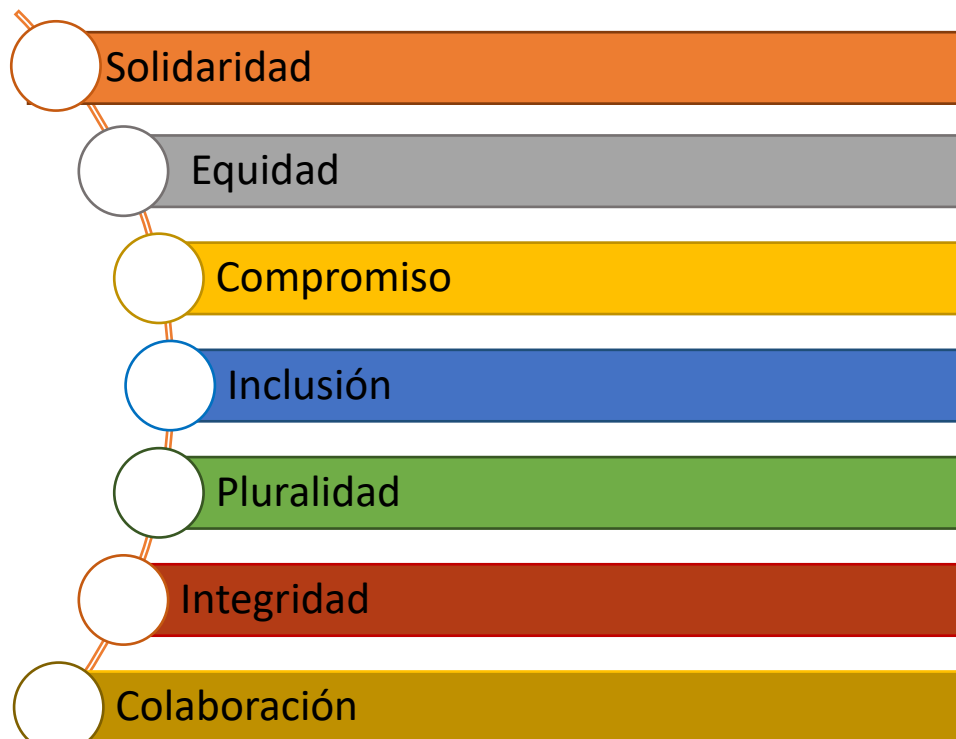 Solidaridad
Equidad
Compromiso
Inclusión
Pluralidad
Integridad
Colaboración